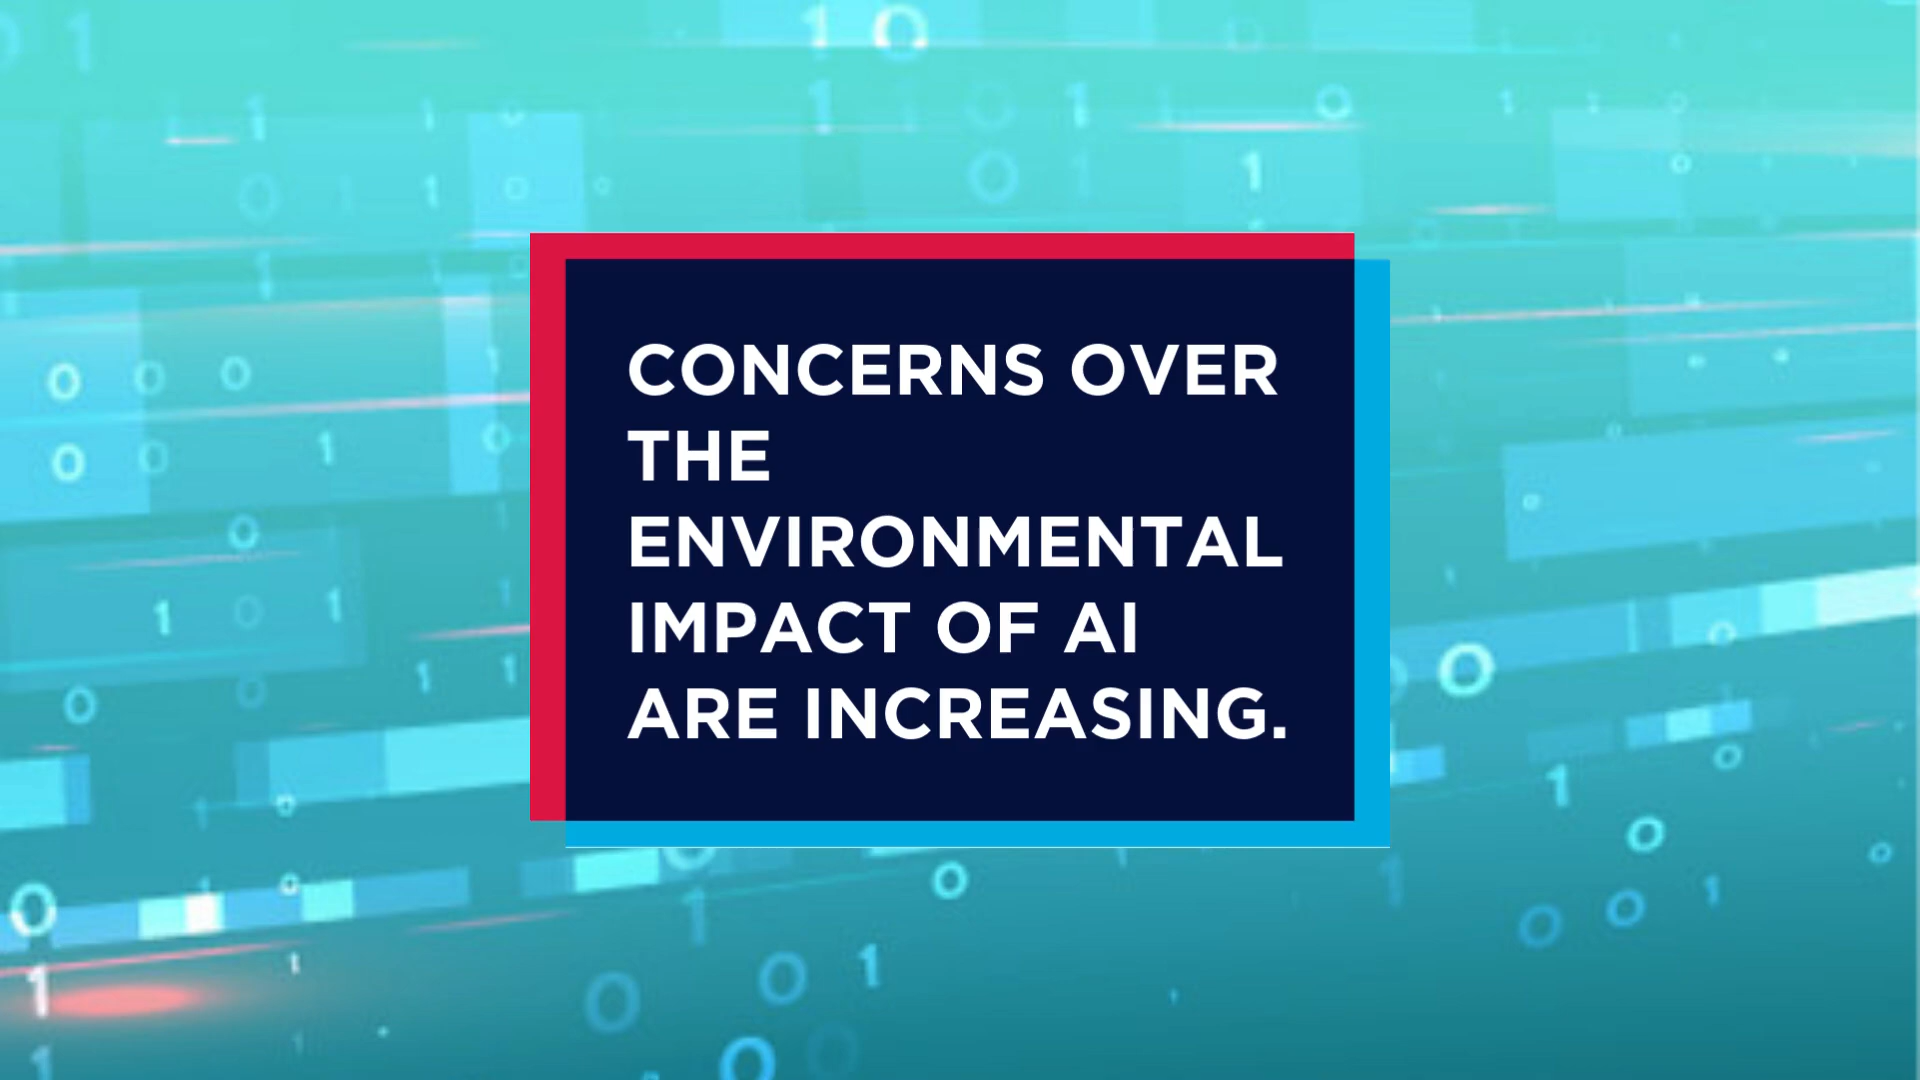 CONCERNS OVER
THE
ENVIRONMENTAL
IMPACT OF AI
ARE INCREASING.